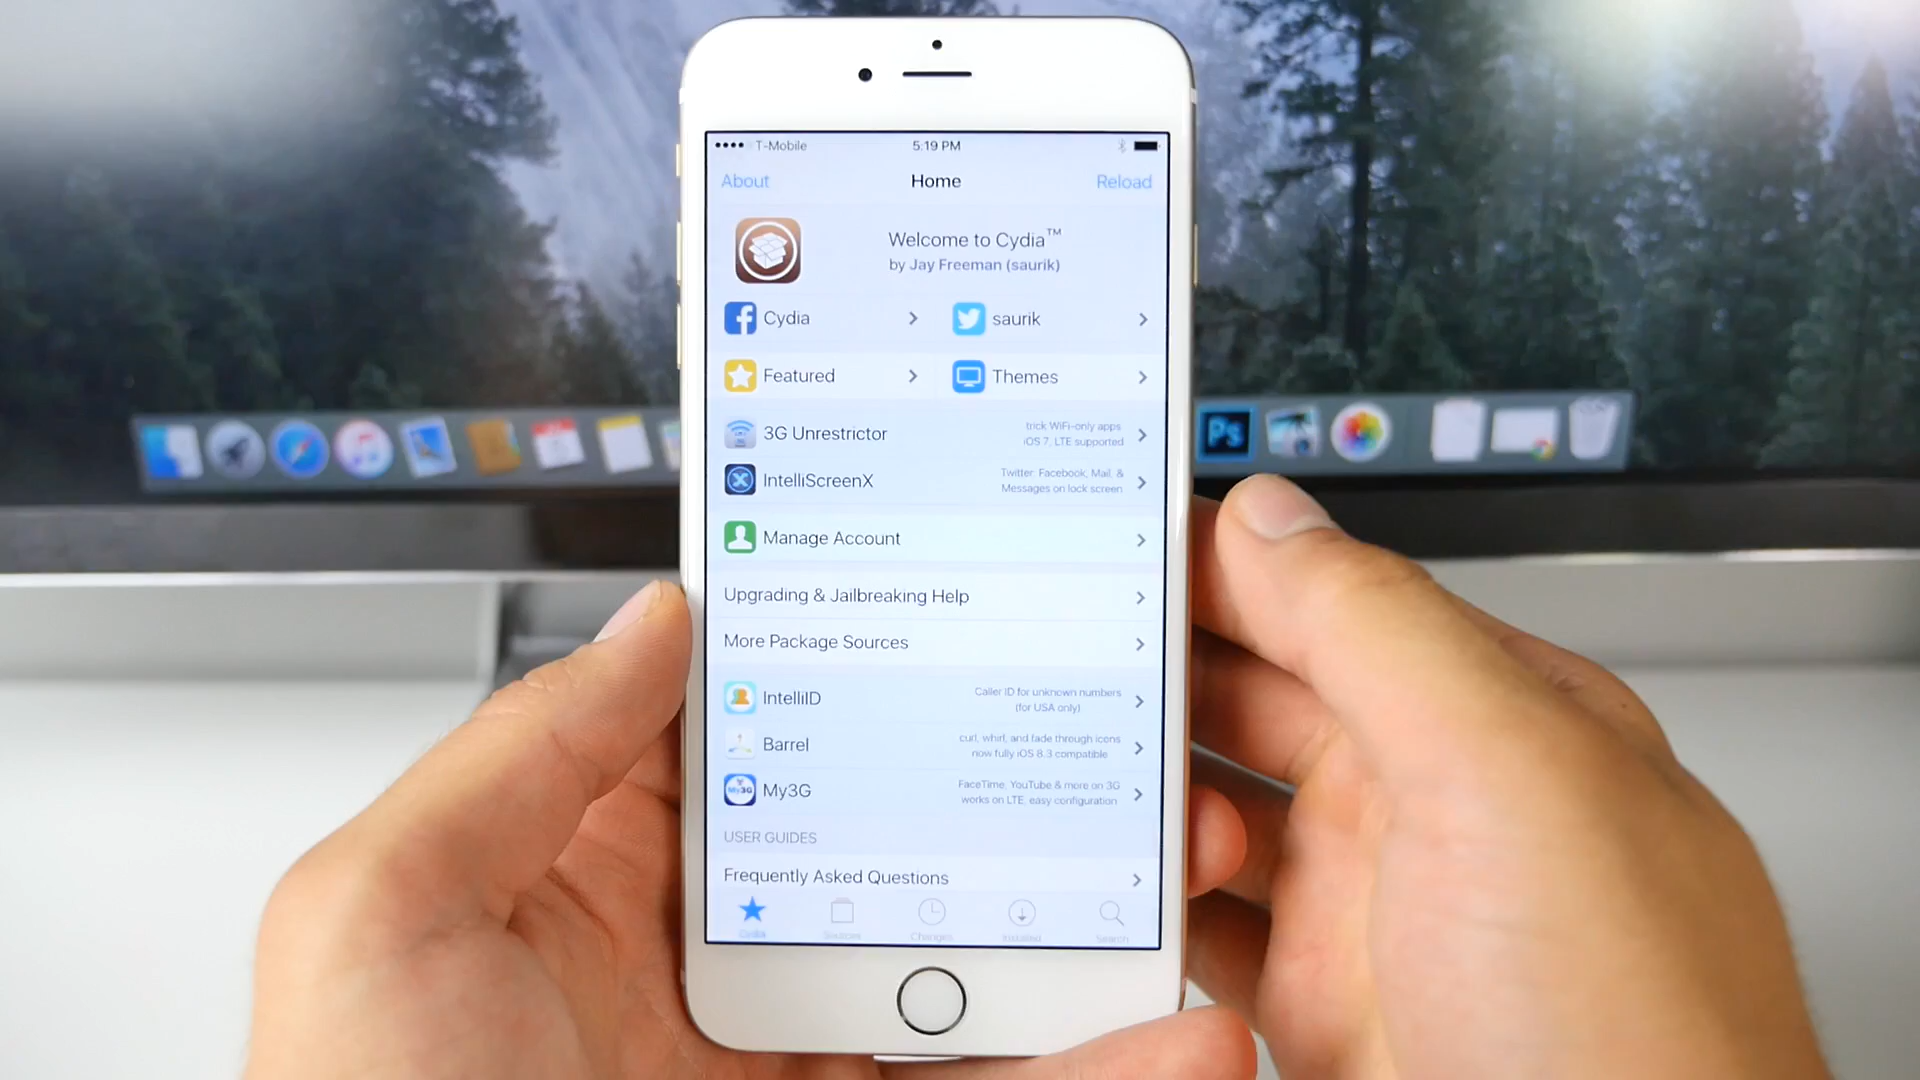 T-Mobile 5:19 PM
About Home Reload
Welcome to Cydia™
by Jay Freeman (saurik)
Cydia saurik
Featured Themes
3G Unrestrictor trick WiFi-only apps
iOS 7, LTE supported
IntelliScreenX Twitter, Facebook, Mail, &
Messages on lock screen
Manage Account
Upgrading & Jailbreaking Help
More Package Sources
IntelliID Caller ID for unknown numbers
(for USA only)
Barrel curl, whirl, and fade through icons
now fully iOS 8.3 compatible
My3G My3G FaceTime, YouTube & more on 3G
works on LTE, easy configuration
USER GUIDES
Frequently Asked Questions
Cydia Sources Changes Installed Search
Ps